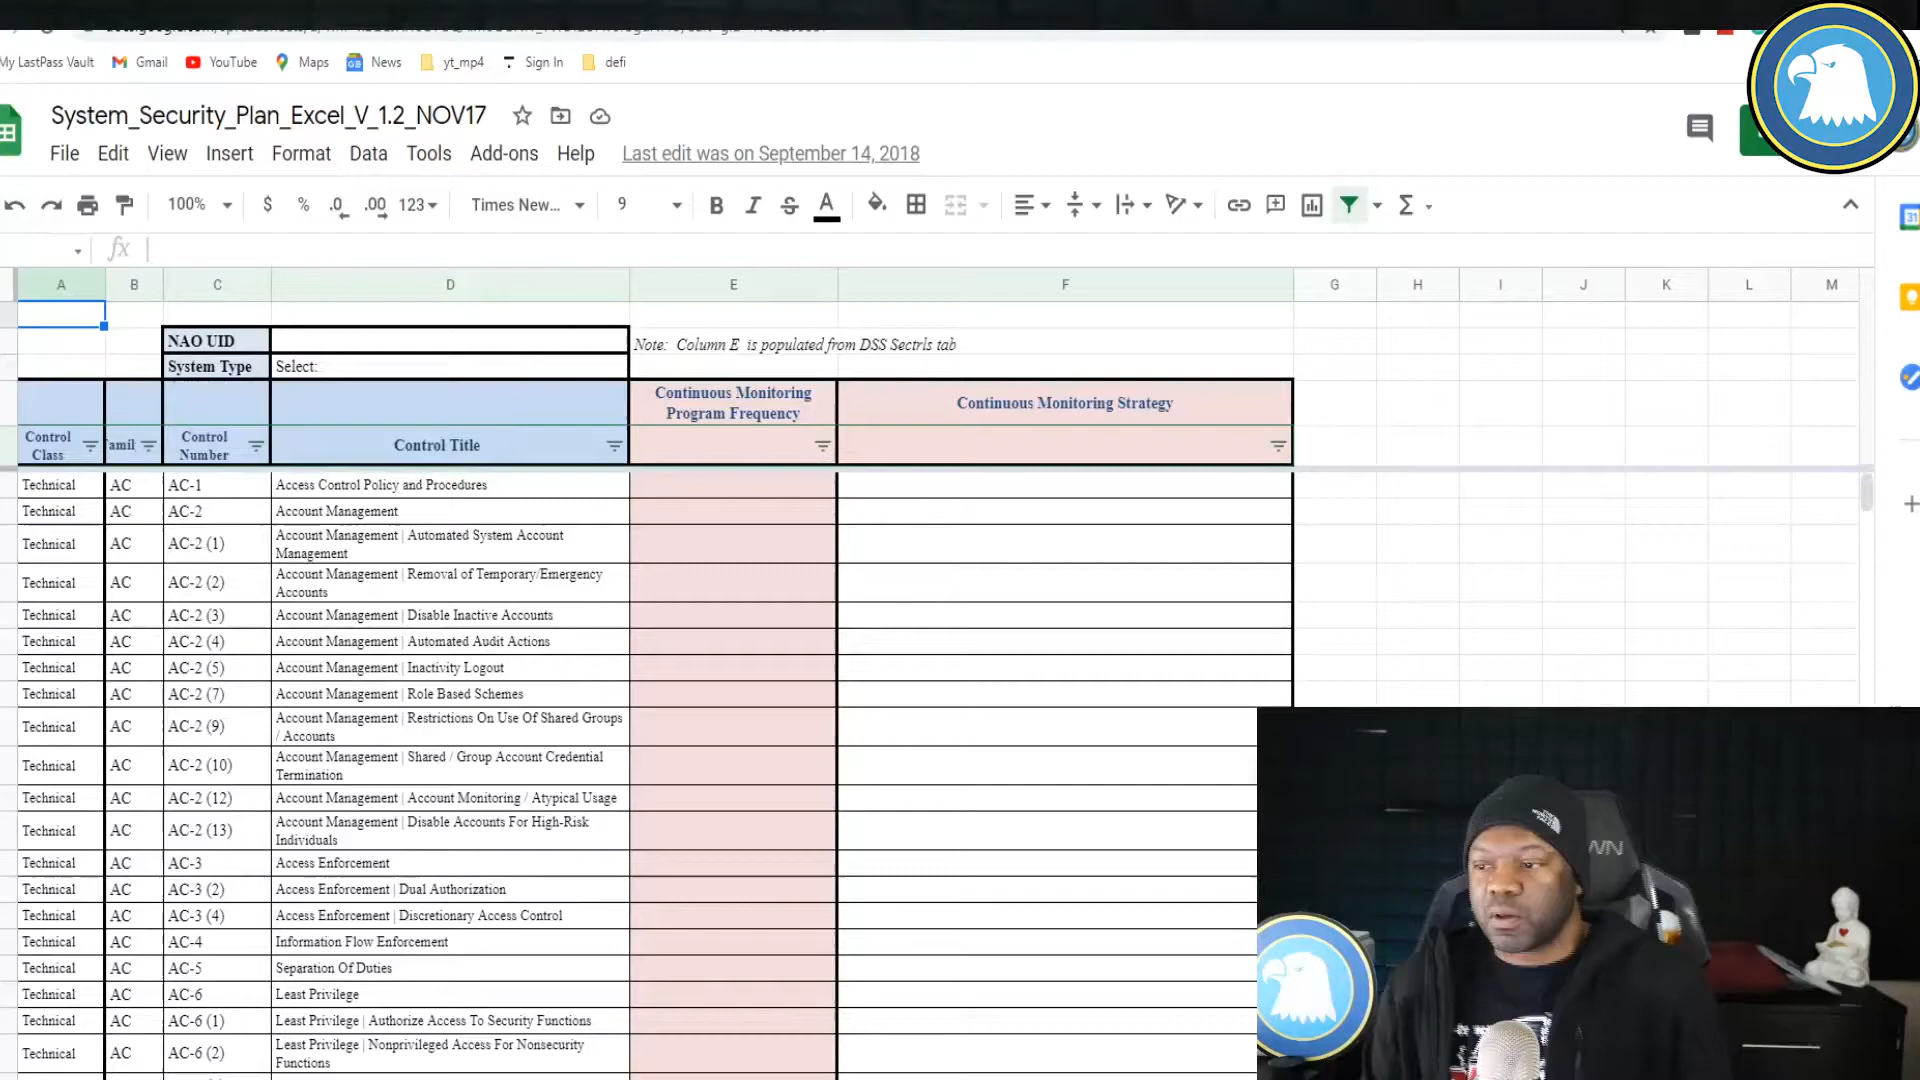 My LastPass Vault Gmail YouTube Maps News yt_mp4 Sign In defi
System_Security_Plan_Excel_V_1.2_NOV17
File Edit View Insert Format Data Tools Add-ons Help Last edit was on September 14, 2018
100% $ % .0 .00 123 Times New... 9 B I S A
fx
A B C D E F G H I J K L M
NAO UID
Note: Column E is populated from DSS Sectrls tab
System Type Select:
Continuous Monitoring
Program Frequency
Continuous Monitoring Strategy
Control
Class
amil
Control
Number
Control Title
Technical AC AC-1 Access Control Policy and Procedures
Technical AC AC-2 Account Management
Technical AC AC-2 (1) Account Management | Automated System Account
Management
Technical AC AC-2 (2) Account Management | Removal of Temporary/Emergency
Accounts
Technical AC AC-2 (3) Account Management | Disable Inactive Accounts
Technical AC AC-2 (4) Account Management | Automated Audit Actions
Technical AC AC-2 (5) Account Management | Inactivity Logout
Technical AC AC-2 (7) Account Management | Role Based Schemes
Technical AC AC-2 (9) Account Management | Restrictions On Use Of Shared Groups
/ Accounts
Technical AC AC-2 (10) Account Management | Shared / Group Account Credential
Termination
Technical AC AC-2 (12) Account Management | Account Monitoring / Atypical Usage
Technical AC AC-2 (13) Account Management | Disable Accounts For High-Risk
Individuals
Technical AC AC-3 Access Enforcement
Technical AC AC-3 (2) Access Enforcement | Dual Authorization
Technical AC AC-3 (4) Access Enforcement | Discretionary Access Control
Technical AC AC-4 Information Flow Enforcement
Technical AC AC-5 Separation Of Duties
Technical AC AC-6 Least Privilege
Technical AC AC-6 (1) Least Privilege | Authorize Access To Security Functions
Technical AC AC-6 (2) Least Privilege | Nonprivileged Access For Nonsecurity
Functions
31
THE NORTH FACE
WN